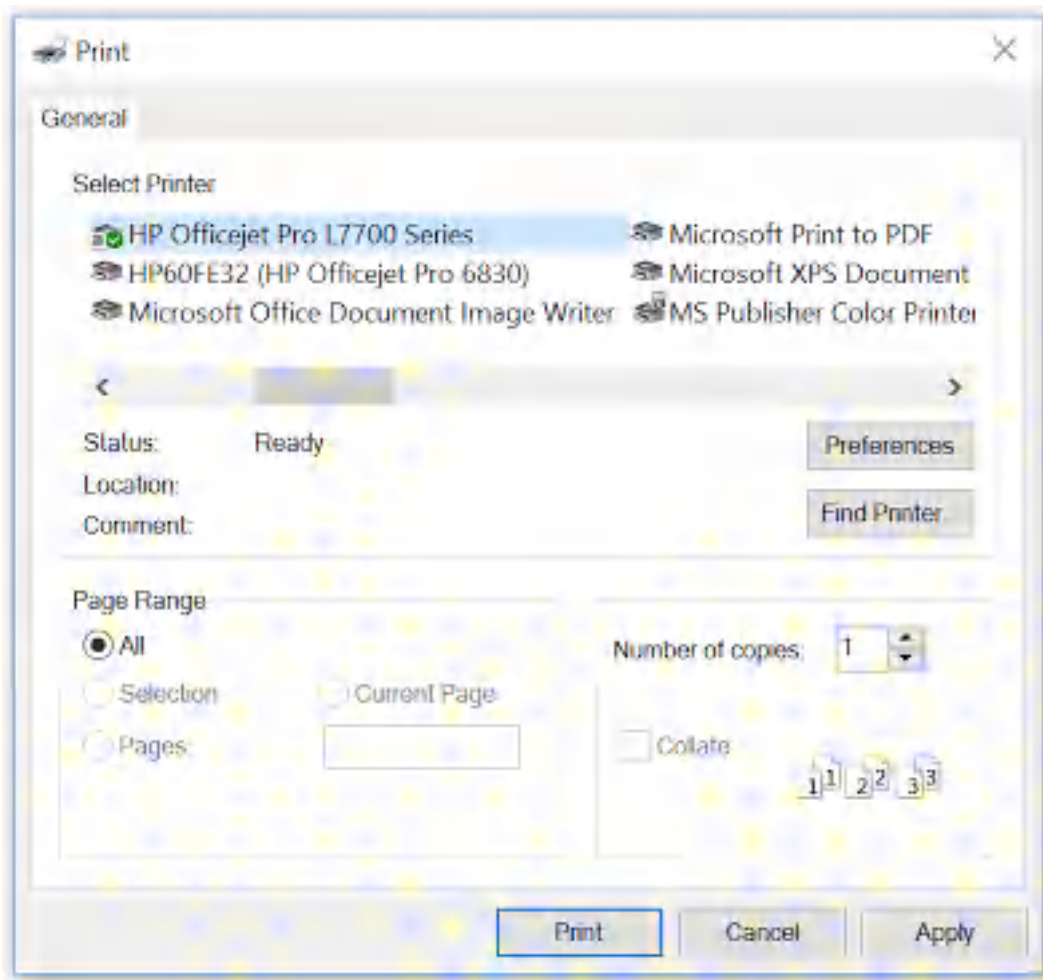 Print
General
Select Printer
HP Officejet Pro L7700 Series
Microsoft Print to PDF
HP60FE32 (HP Officejet Pro 6830)
Microsoft XPS Document
Microsoft Office Document Image Writer
MS Publisher Color Printer
Status: Ready
Preferences
Location:
Comment:
Find Printer...
Page Range
All
Number of copies: 1
Selection
Current Page
Pages:
Collate
1 1 2 2 3 3
Print
Cancel
Apply